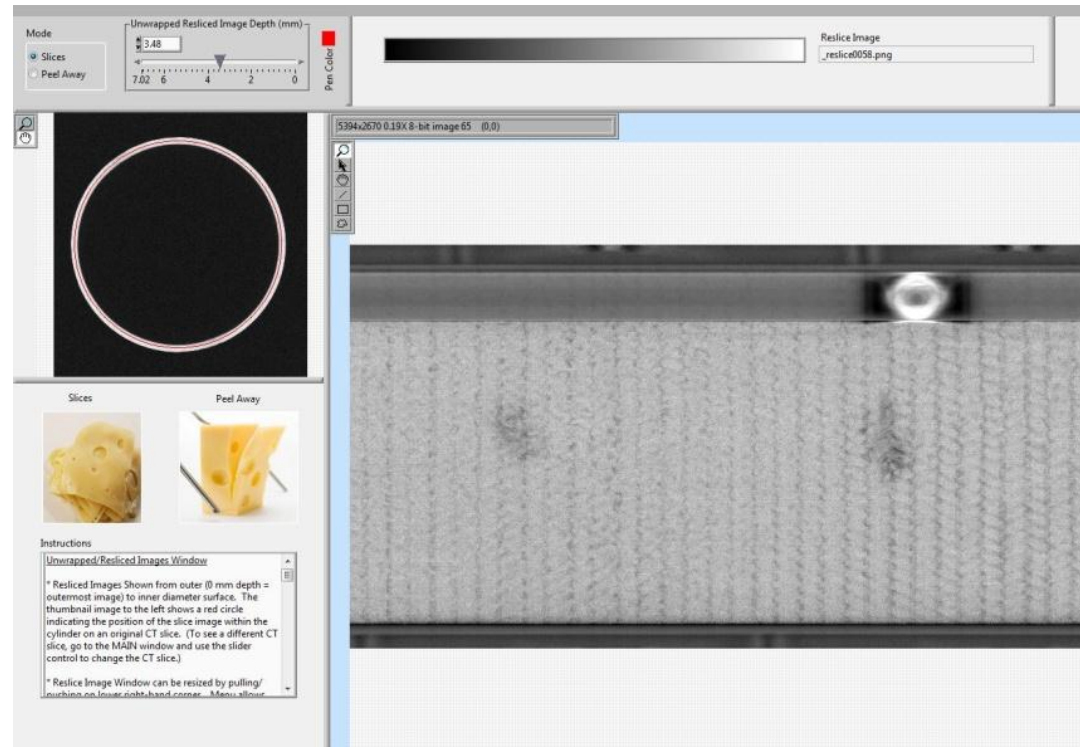 Mode
Slices
Peel Away
Unwrapped Resliced Image Depth (mm)
3.48
7.02 6 4 2 0
Pen Color
Reslice Image
_reslice0058.png
5394x2670 0.19X 8-bit image 65 (0,0)
Slices
Peel Away
Instructions
Unwrapped/Resliced Images Window
* Resliced Images Shown from outer (0 mm depth =
outermost image) to inner diameter surface. The
thumbnail image to the left shows a red circle
indicating the position of the slice image within the
cylinder on an original CT slice. (To see a different CT
slice, go to the MAIN window and use the slider
control to change the CT slice.)
* Reslice Image Window can be resized by pulling/
pushing on lower right-hand corner. Menu allows